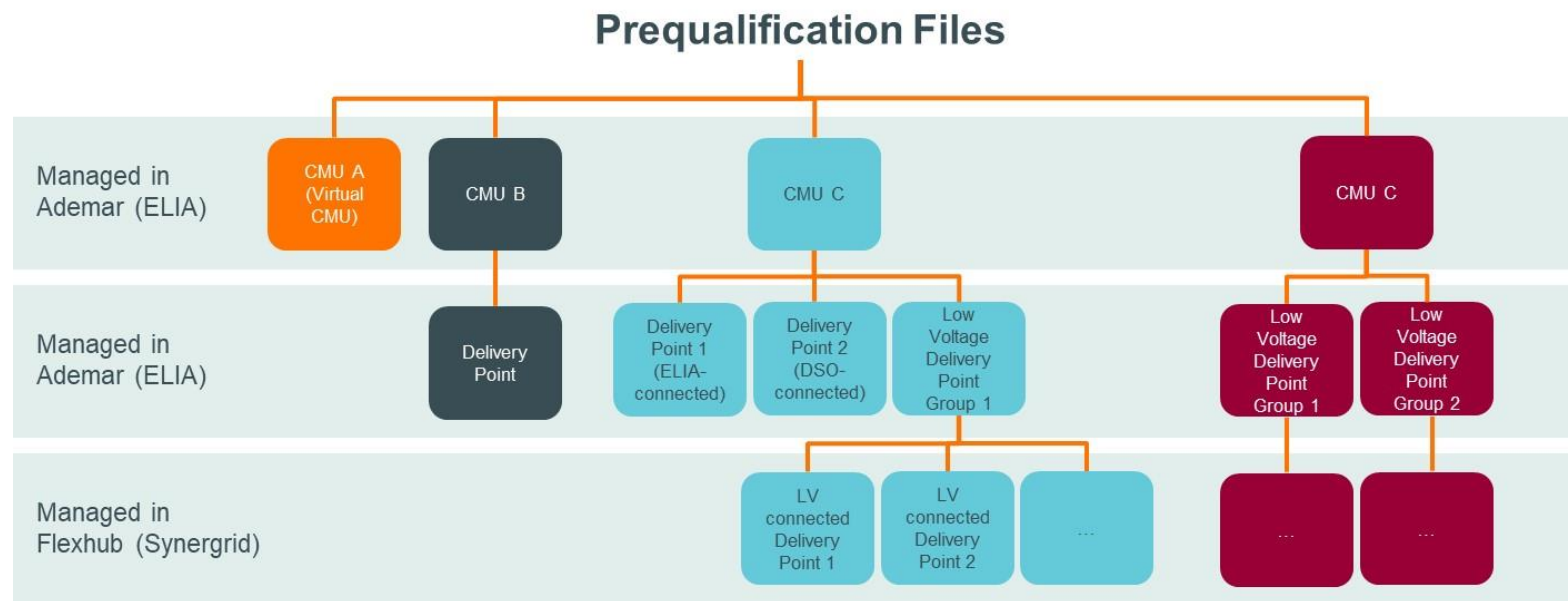 Prequalification Files
Managed in
Ademar (ELIA)
CMU A
(Virtual
CMU)
CMU B
CMU C
CMU C
Managed in
Ademar (ELIA)
Delivery
Point
Delivery
Point 1
(ELIA-
connected)
Delivery
Point 2
(DSO-
connected)
Low
Voltage
Delivery
Point
Group 1
Low
Voltage
Delivery
Point
Group 1
Low
Voltage
Delivery
Point
Group 2
Managed in
Flexhub (Synergrid)
LV
connected
Delivery
Point 1
LV
connected
Delivery
Point 2
...
...
...